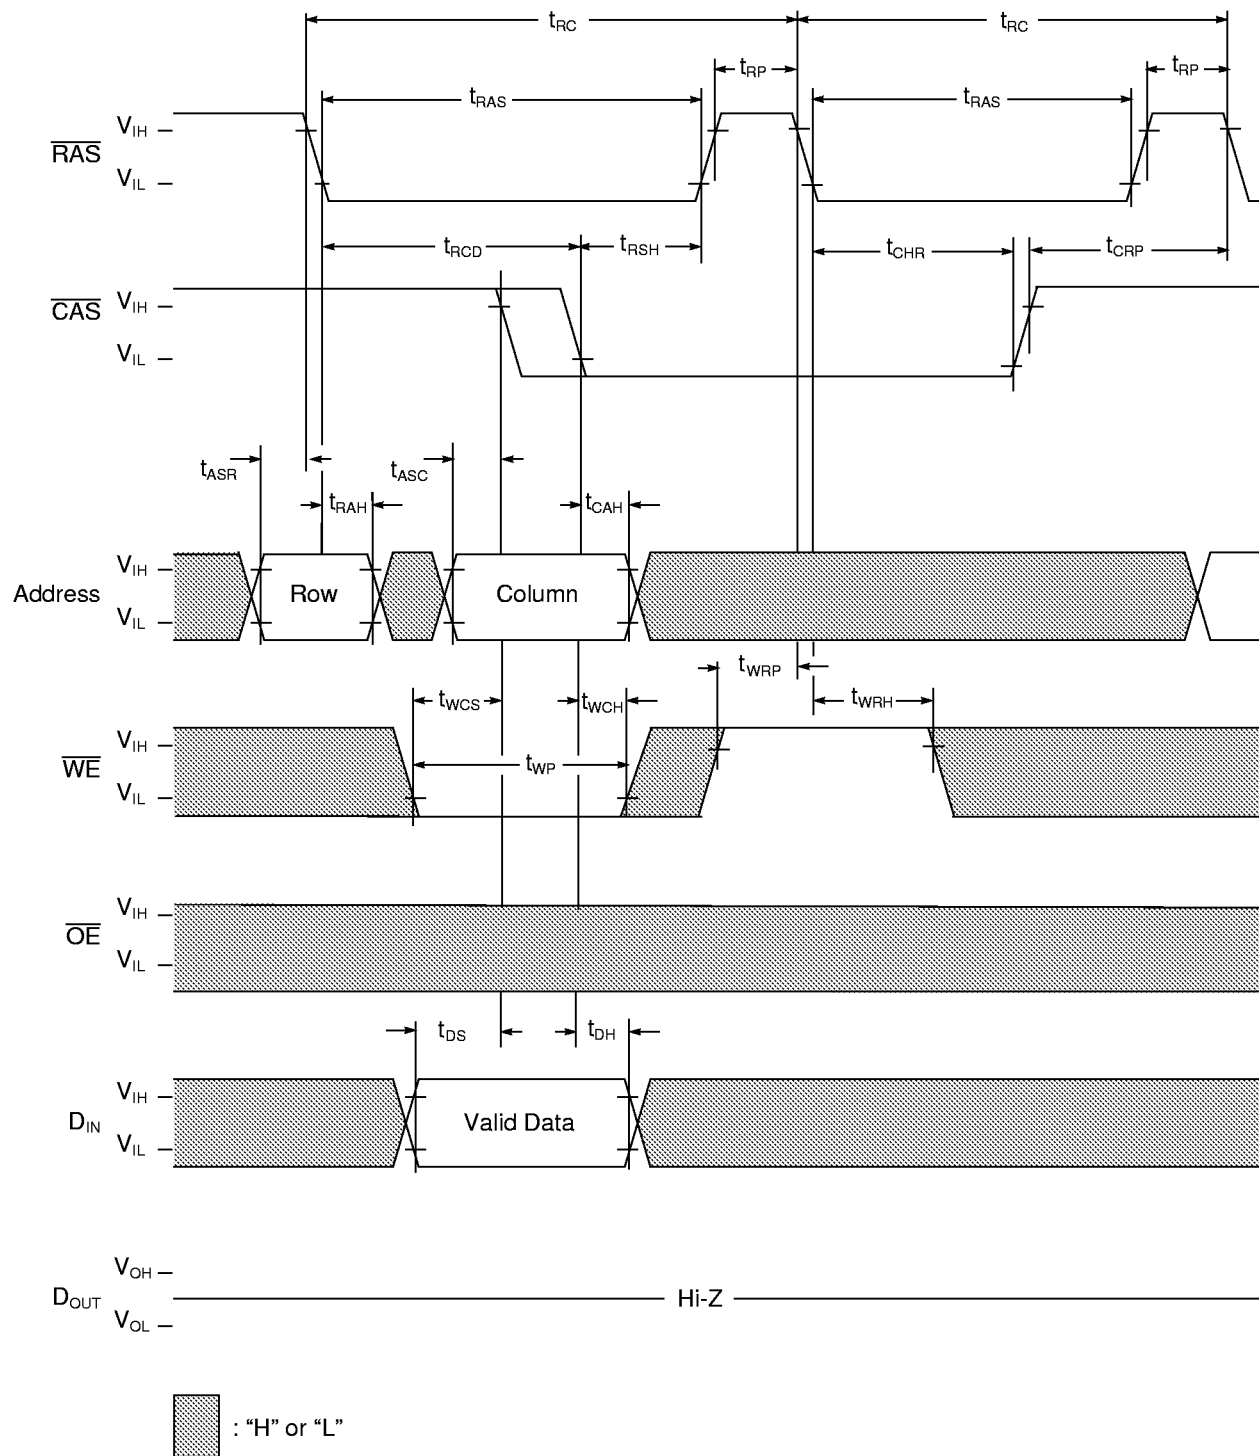 tRC tRC
tRP tRP
tRAS tRAS
RAS VIH
VIL
tRCD tRSH tCHR tCRP
CAS VIH
VIL
tASR tASC
tRAH tCAH
Address VIH
VIL
Row Column
tWRP
tWCS tWCH tWRH
WE VIH
VIL
tWP
OE VIH
VIL
tDS tDH
DIN VIH
VIL
Valid Data
VOH
DOUT Hi-Z
VOL
: “H” or “L”